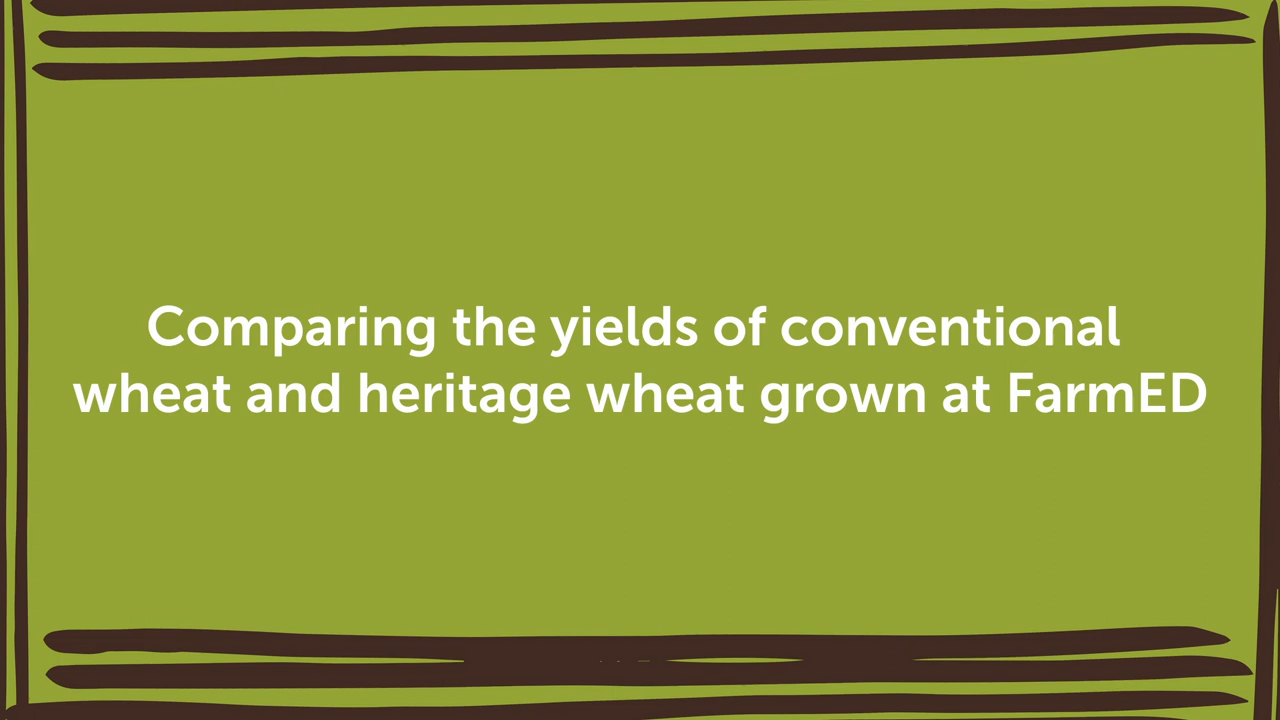 Comparing the yields of conventional
wheat and heritage wheat grown at FarmED